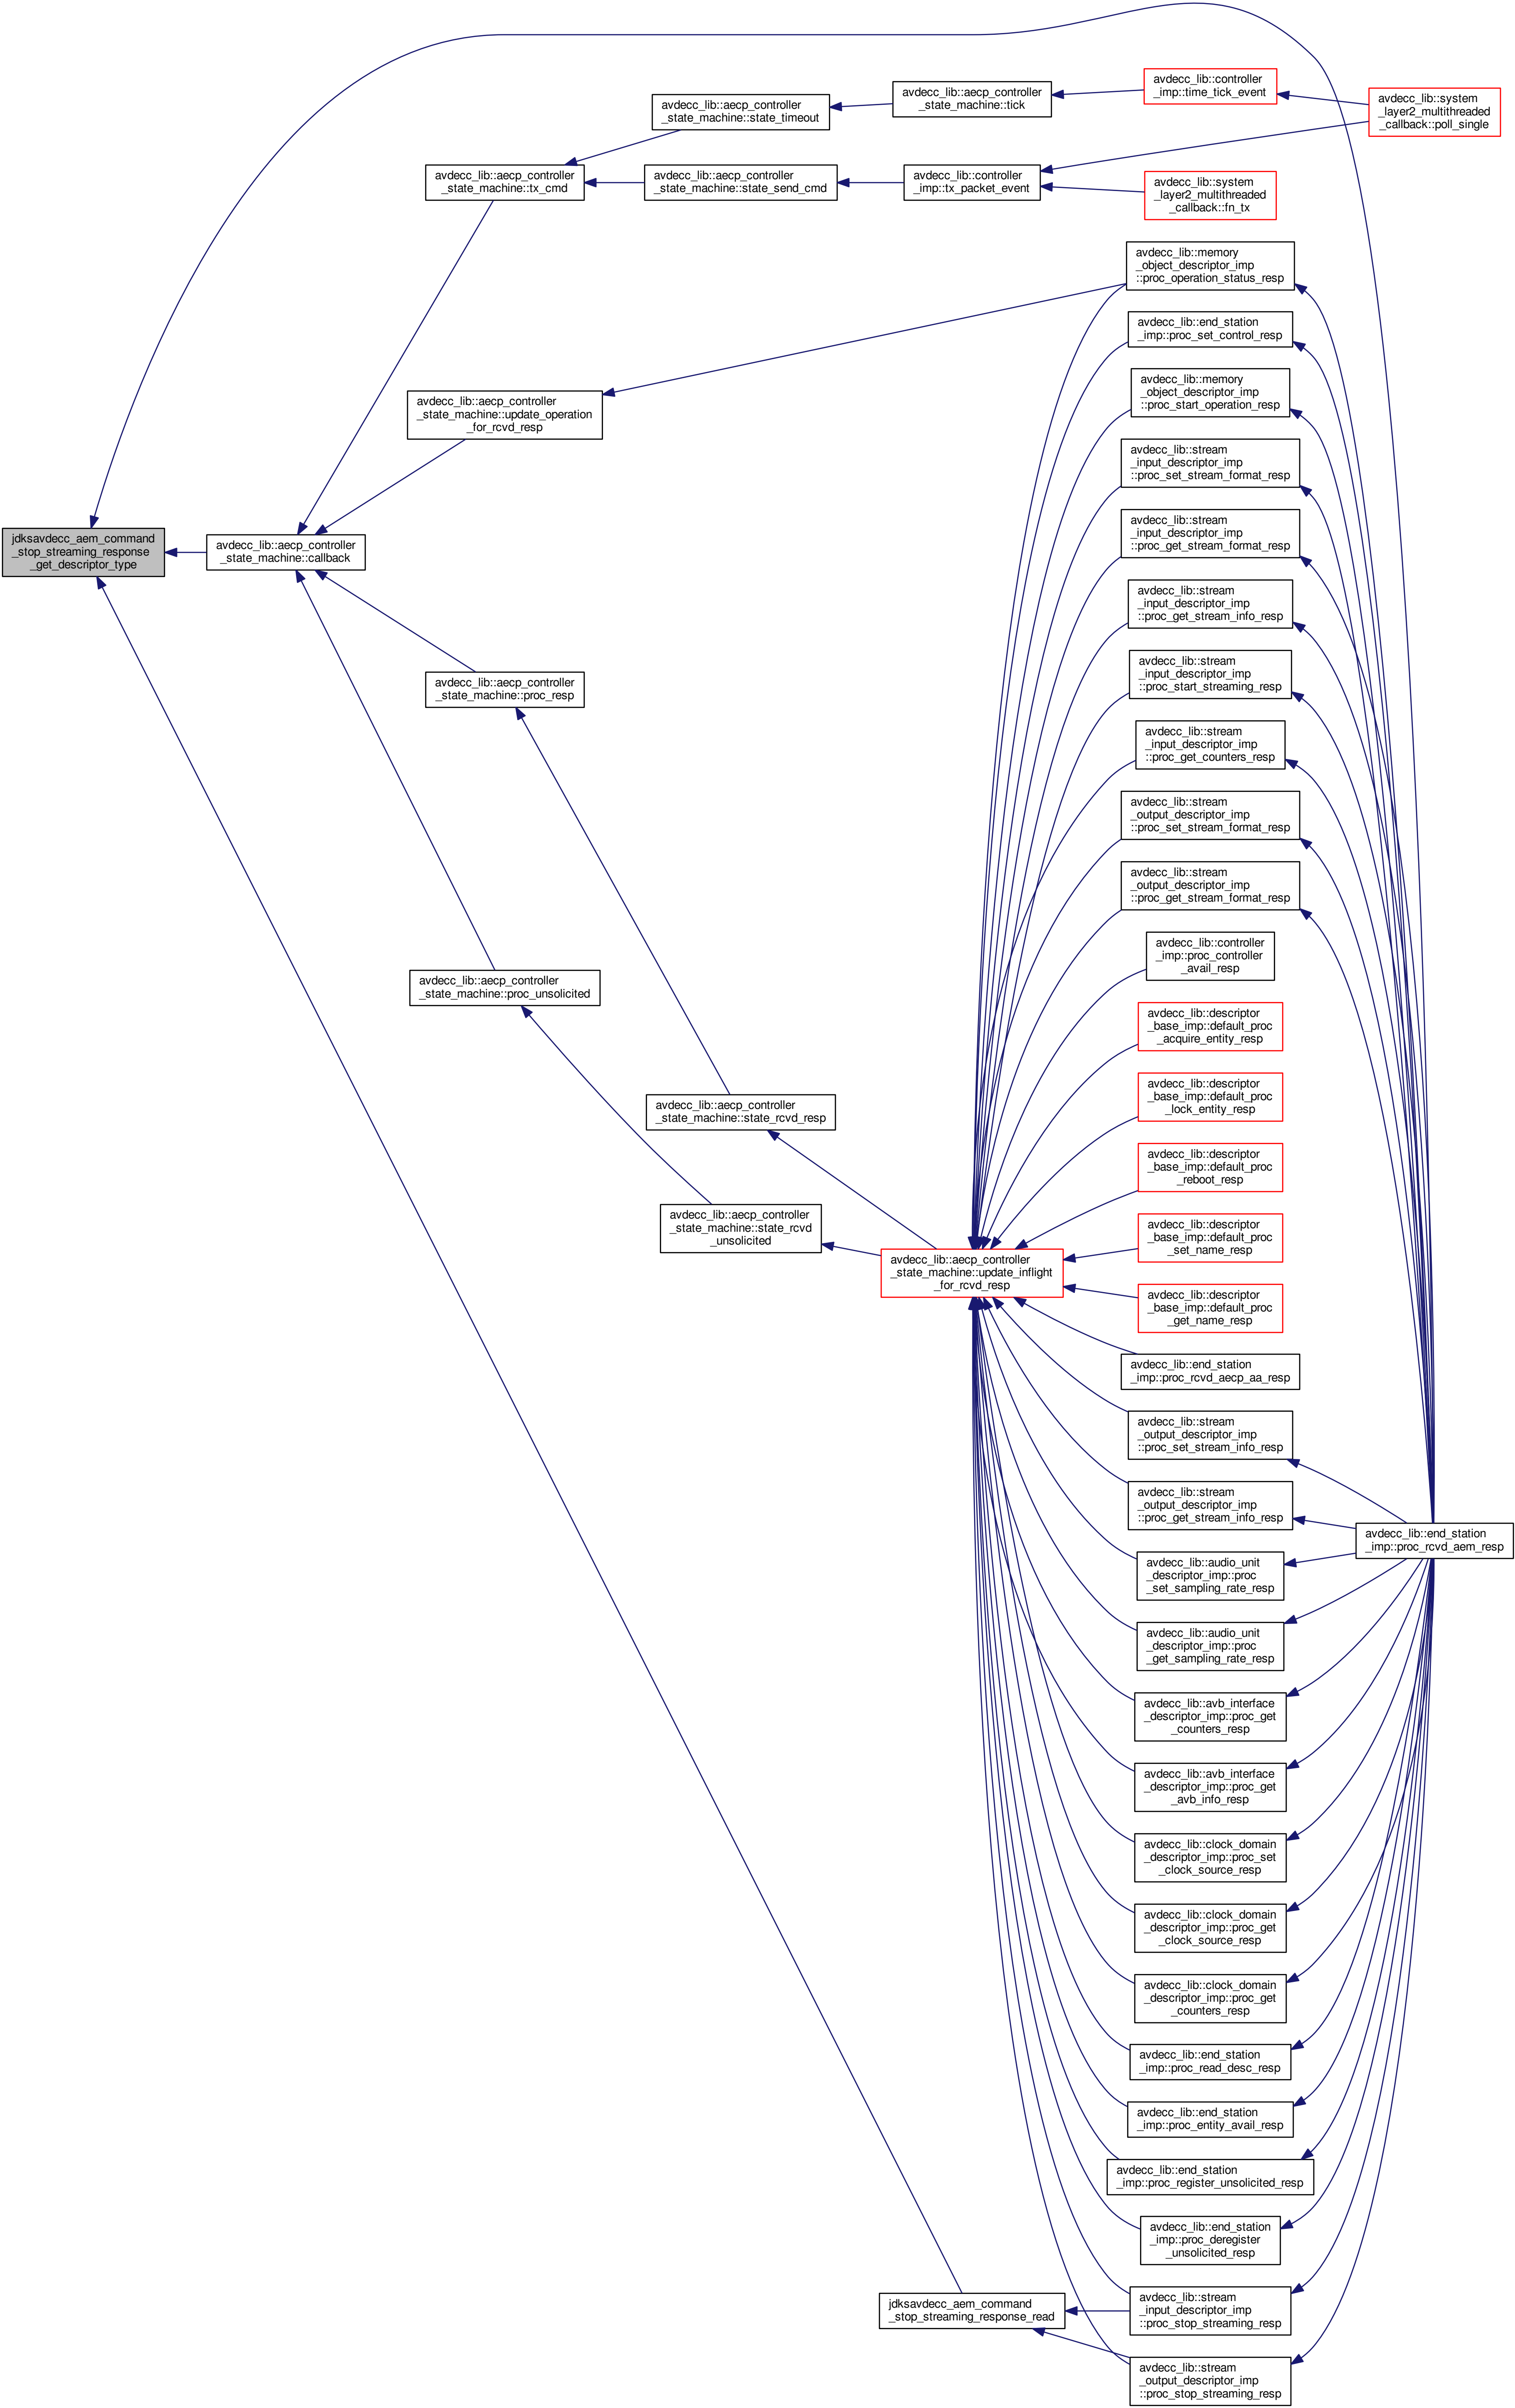 jdksavdecc_aem_command
_stop_streaming_response
_get_descriptor_type
avdecc_lib::aecp_controller
_state_machine::callback
avdecc_lib::aecp_controller
_state_machine::tx_cmd
avdecc_lib::aecp_controller
_state_machine::state_timeout
avdecc_lib::aecp_controller
_state_machine::tick
avdecc_lib::controller
_imp::time_tick_event
avdecc_lib::system
_layer2_multithreaded
_callback::poll_single
avdecc_lib::aecp_controller
_state_machine::state_send_cmd
avdecc_lib::controller
_imp::tx_packet_event
avdecc_lib::system
_layer2_multithreaded
_callback::fn_tx
avdecc_lib::aecp_controller
_state_machine::update_operation
_for_rcvd_resp
avdecc_lib::memory
_object_descriptor_imp
::proc_operation_status_resp
avdecc_lib::end_station
_imp::proc_set_control_resp
avdecc_lib::memory
_object_descriptor_imp
::proc_start_operation_resp
avdecc_lib::stream
_input_descriptor_imp
::proc_set_stream_format_resp
avdecc_lib::stream
_input_descriptor_imp
::proc_get_stream_format_resp
avdecc_lib::stream
_input_descriptor_imp
::proc_get_stream_info_resp
avdecc_lib::stream
_input_descriptor_imp
::proc_start_streaming_resp
avdecc_lib::stream
_input_descriptor_imp
::proc_get_counters_resp
avdecc_lib::stream
_output_descriptor_imp
::proc_set_stream_format_resp
avdecc_lib::stream
_output_descriptor_imp
::proc_get_stream_format_resp
avdecc_lib::controller
_imp::proc_controller
_avail_resp
avdecc_lib::descriptor
_base_imp::default_proc
_acquire_entity_resp
avdecc_lib::descriptor
_base_imp::default_proc
_lock_entity_resp
avdecc_lib::descriptor
_base_imp::default_proc
_reboot_resp
avdecc_lib::descriptor
_base_imp::default_proc
_set_name_resp
avdecc_lib::descriptor
_base_imp::default_proc
_get_name_resp
avdecc_lib::end_station
_imp::proc_rcvd_aecp_aa_resp
avdecc_lib::stream
_output_descriptor_imp
::proc_set_stream_info_resp
avdecc_lib::stream
_output_descriptor_imp
::proc_get_stream_info_resp
avdecc_lib::audio_unit
_descriptor_imp::proc
_set_sampling_rate_resp
avdecc_lib::audio_unit
_descriptor_imp::proc
_get_sampling_rate_resp
avdecc_lib::avb_interface
_descriptor_imp::proc_get
_counters_resp
avdecc_lib::avb_interface
_descriptor_imp::proc_get
_avb_info_resp
avdecc_lib::clock_domain
_descriptor_imp::proc_set
_clock_source_resp
avdecc_lib::clock_domain
_descriptor_imp::proc_get
_clock_source_resp
avdecc_lib::clock_domain
_descriptor_imp::proc_get
_counters_resp
avdecc_lib::end_station
_imp::proc_read_desc_resp
avdecc_lib::end_station
_imp::proc_entity_avail_resp
avdecc_lib::end_station
_imp::proc_register_unsolicited_resp
avdecc_lib::end_station
_imp::proc_deregister
_unsolicited_resp
avdecc_lib::stream
_input_descriptor_imp
::proc_stop_streaming_resp
avdecc_lib::stream
_output_descriptor_imp
::proc_stop_streaming_resp
avdecc_lib::end_station
_imp::proc_rcvd_aem_resp
avdecc_lib::aecp_controller
_state_machine::proc_resp
avdecc_lib::aecp_controller
_state_machine::proc_unsolicited
avdecc_lib::aecp_controller
_state_machine::state_rcvd_resp
avdecc_lib::aecp_controller
_state_machine::state_rcvd
_unsolicited
avdecc_lib::aecp_controller
_state_machine::update_inflight
_for_rcvd_resp
jdksavdecc_aem_command
_stop_streaming_response_read